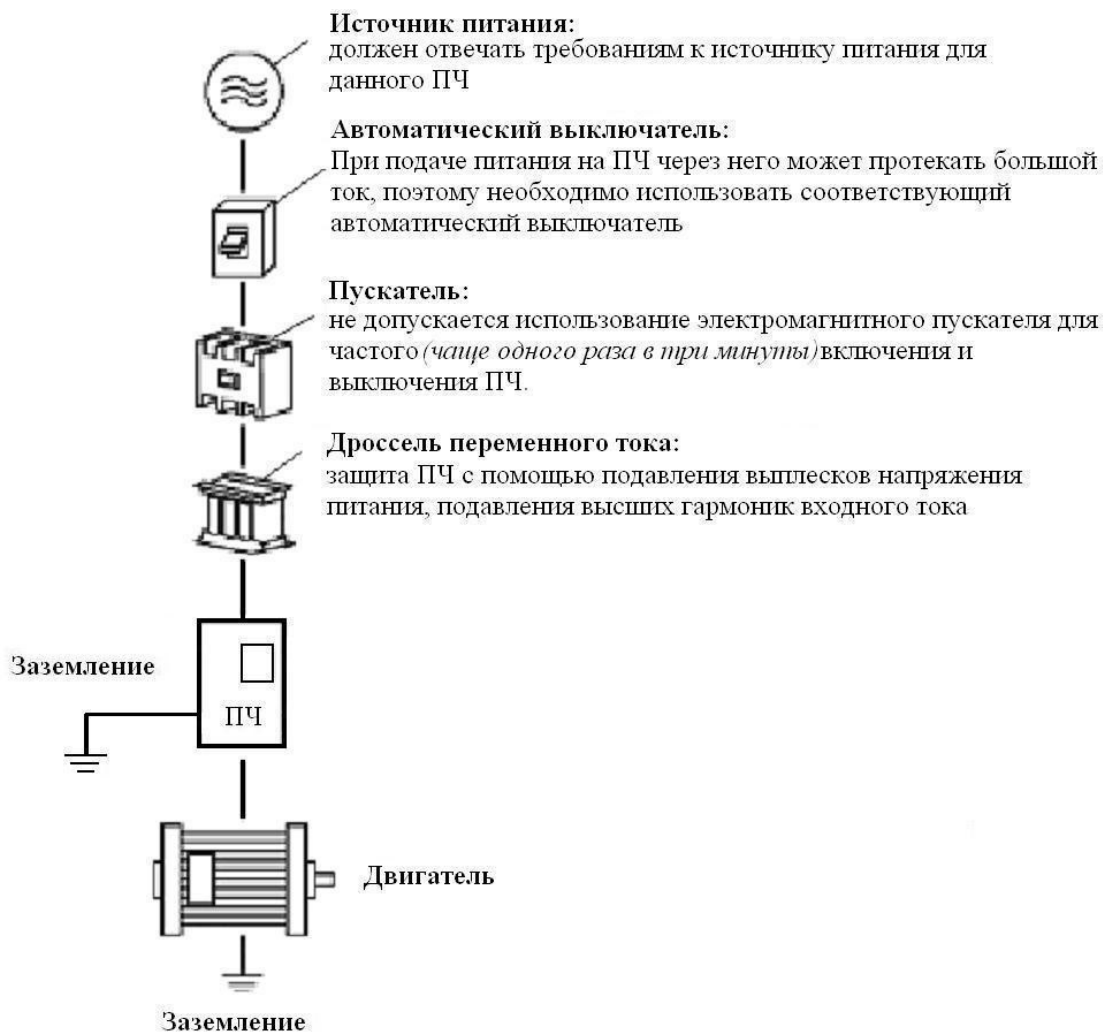 Источник питания:
должен отвечать требованиям к источнику питания для
данного ПЧ
Автоматический выключатель:
При подаче питания на ПЧ через него может протекать большой
ток, поэтому необходимо использовать соответствующий
автоматический выключатель
Пускатель:
не допускается использование электромагнитного пускателя для
частого (чаще одного раза в три минуты) включения и
выключения ПЧ.
Дроссель переменного тока:
защита ПЧ с помощью подавления выплесков напряжения
питания, подавления высших гармоник входного тока
Заземление
ПЧ
Двигатель
Заземление